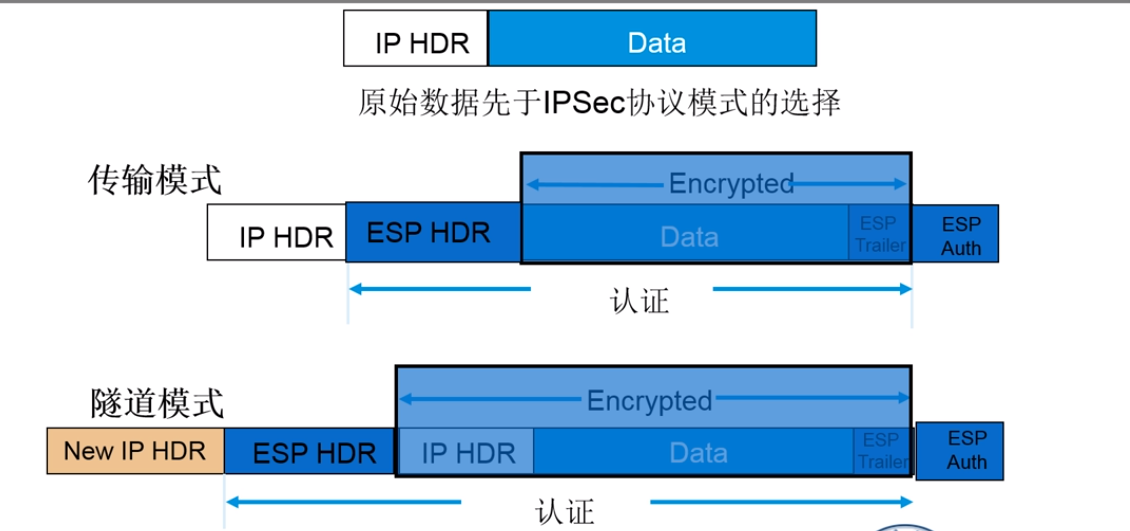 IP HDR Data
原始数据先于IPSec协议模式的选择
传输模式
Encrypted
IP HDR ESP HDR Data ESP Trailer ESP Auth
认证
隧道模式
Encrypted
New IP HDR ESP HDR IP HDR Data ESP Trailer ESP Auth
认证